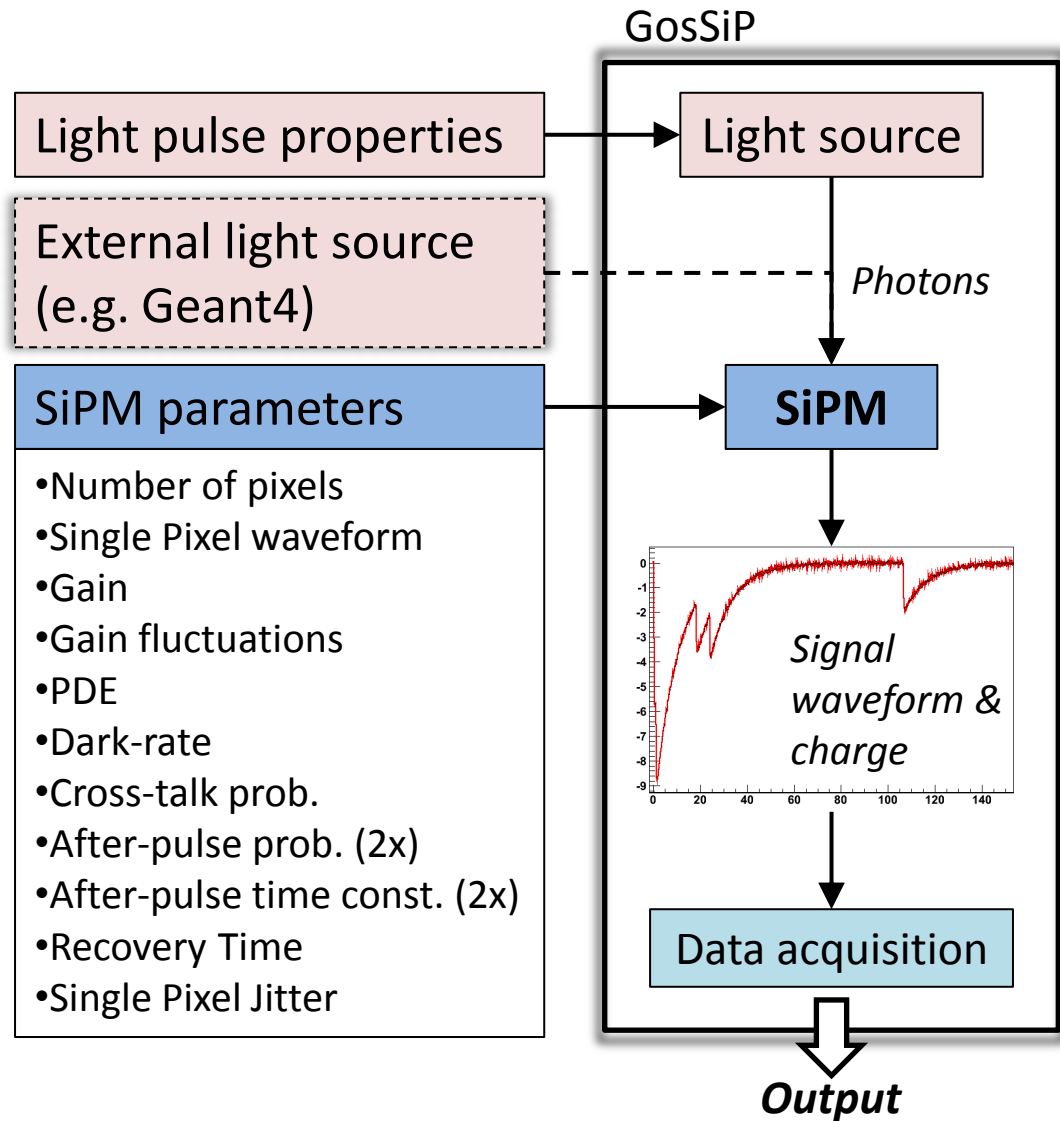 GosSiP
Light pulse properties
Light source
External light source
(e.g. Geant4)
Photons
SiPM parameters
SiPM
•Number of pixels
•Single Pixel waveform
•Gain
•Gain fluctuations
•PDE
•Dark-rate
•Cross-talk prob.
•After-pulse prob. (2x)
•After-pulse time const. (2x)
•Recovery Time
•Single Pixel Jitter
0
-1
-2
-3
-4
-5
-6
-7
-8
-9
0 20 40 60 80 100 120 140
Signal
waveform &
charge
Data acquisition
Output